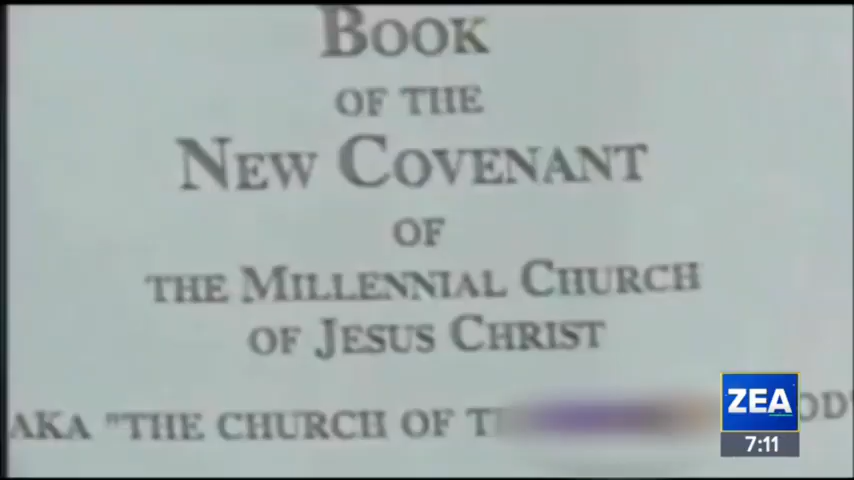 BOOK
OF THE
NEW COVENANT
OF
THE MILLENNIAL CHURCH
OF JESUS CHRIST
AKA "THE CHURCH OF
ZEA
7:11